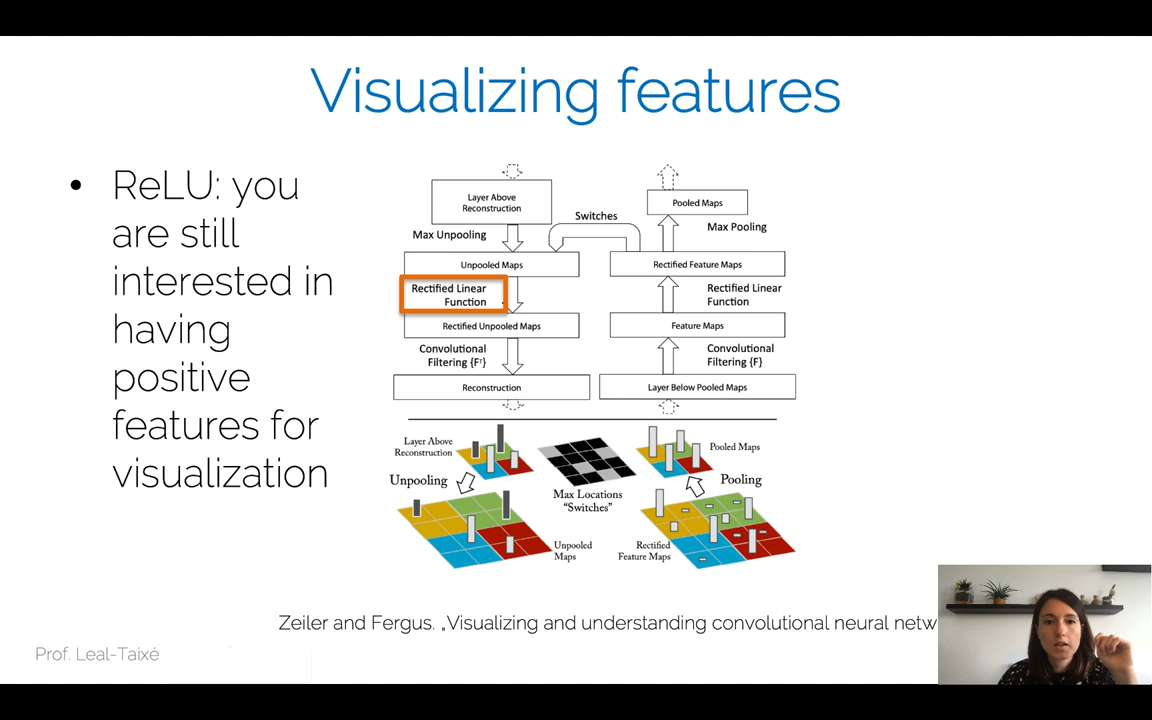 Visualizing features
• ReLU: you
are still
interested in
having
positive
features for
visualization
Layer Above
Reconstruction
Pooled Maps
Switches
Max Unpooling
Max Pooling
Unpooled Maps
Rectified Feature Maps
Rectified Linear
Function
Rectified Linear
Function
Rectified Unpooled Maps
Feature Maps
Convolutional
Filtering {Fᵀ}
Convolutional
Filtering {F}
Reconstruction
Layer Below Pooled Maps
Layer Above
Reconstruction
Pooled Maps
Unpooling
Max Locations
“Switches”
Pooling
Unpooled
Maps
Rectified
Feature Maps
Zeiler and Fergus. „Visualizing and understanding convolutional neural netw
Prof. Leal-Taixé